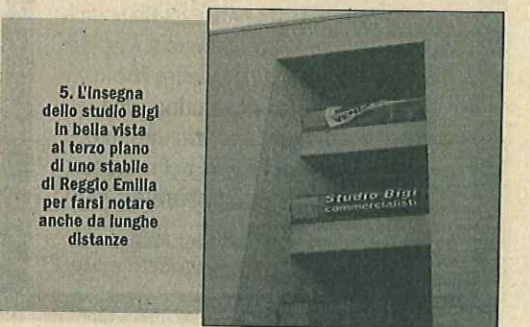 5. L'insegna
dello studio Bigi
in bella vista
al terzo piano
di uno stabile
di Reggio Emilia
per farsi notare
anche da lunghe
distanze
Studio Bigi
commercialisti